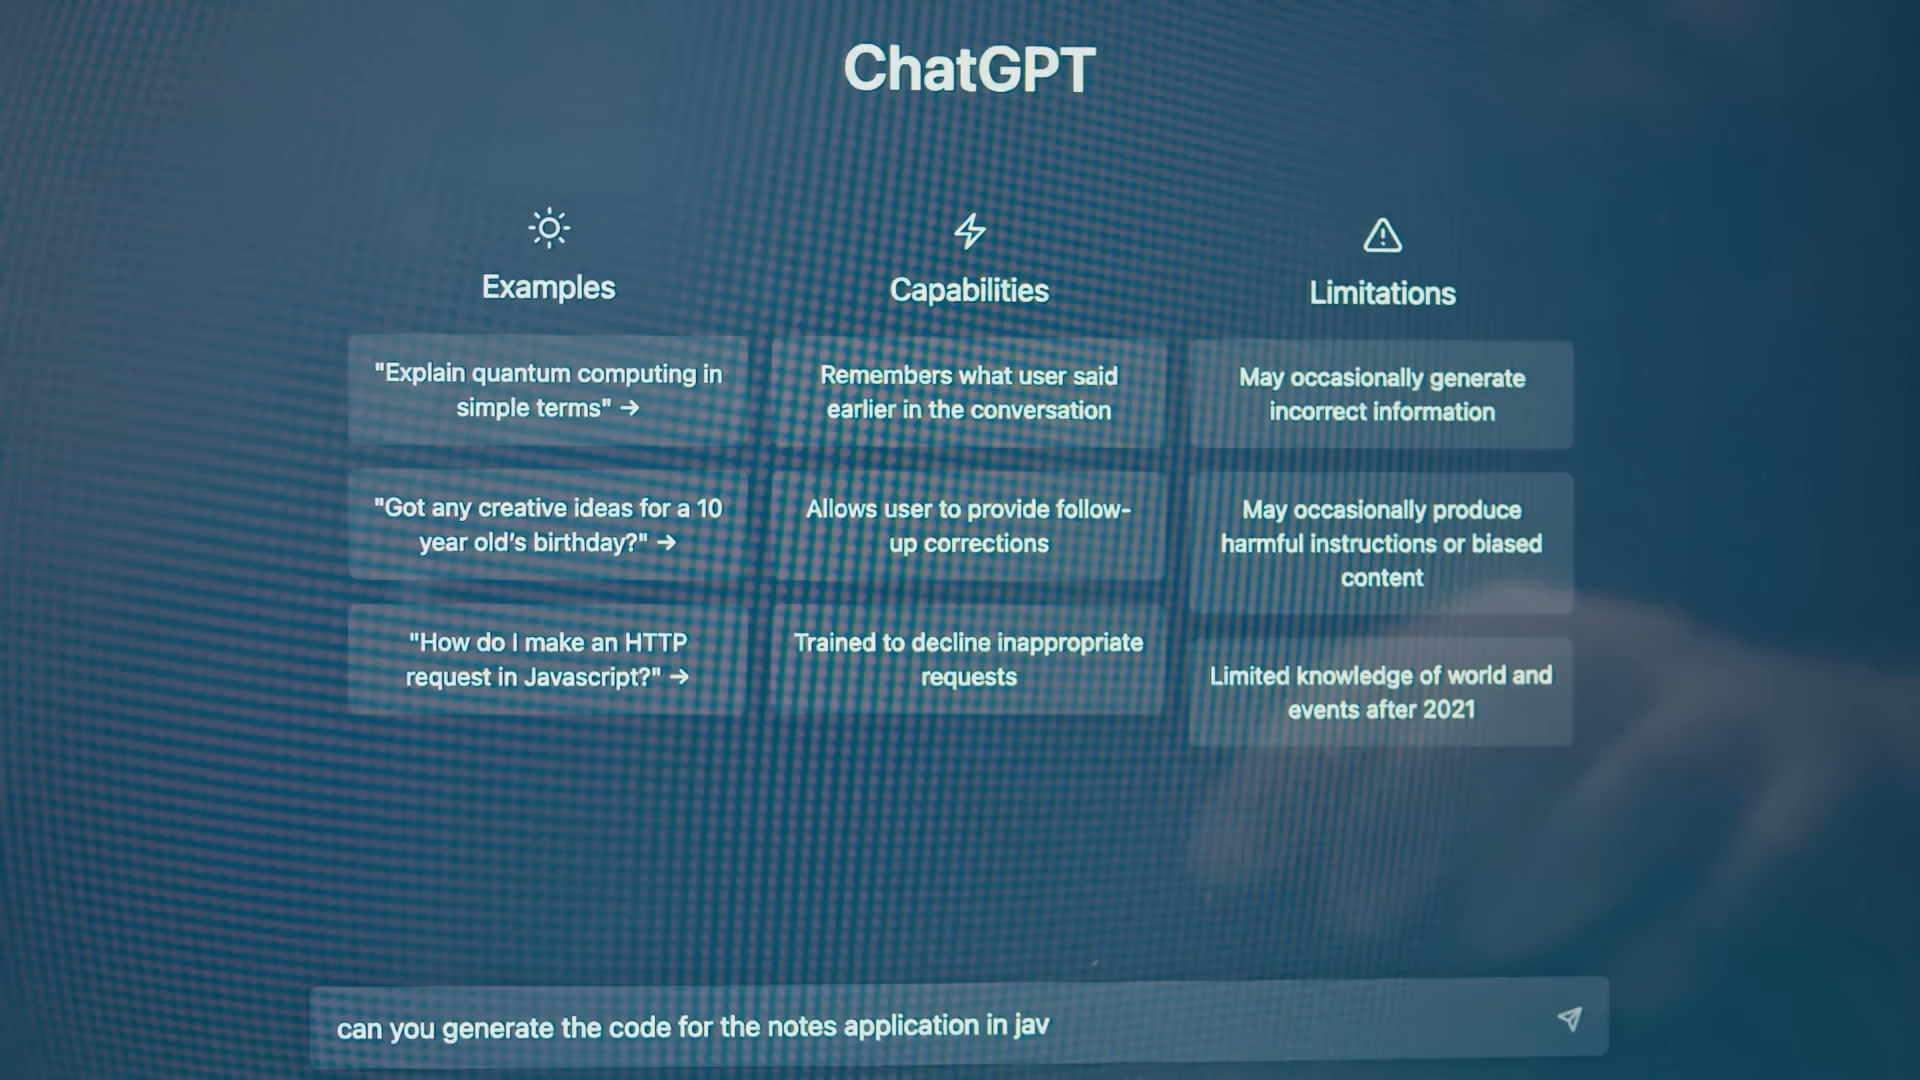 ChatGPT
Examples
"Explain quantum computing in
simple terms" →
"Got any creative ideas for a 10
year old's birthday?" →
"How do I make an HTTP
request in Javascript?" →
Capabilities
Remembers what user said
earlier in the conversation
Allows user to provide follow-
up corrections
Trained to decline inappropriate
requests
Limitations
May occasionally generate
incorrect information
May occasionally produce
harmful instructions or biased
content
Limited knowledge of world and
events after 2021
can you generate the code for the notes application in jav